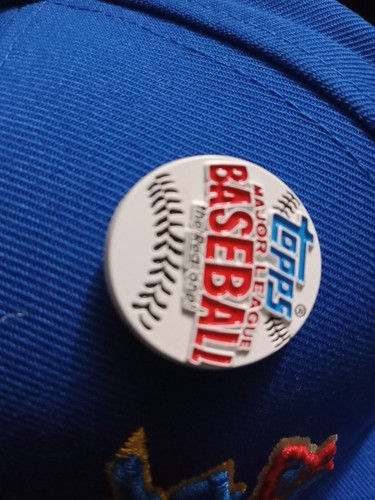 topps®
MAJOR LEAGUE
BASEBALL
the Real one!